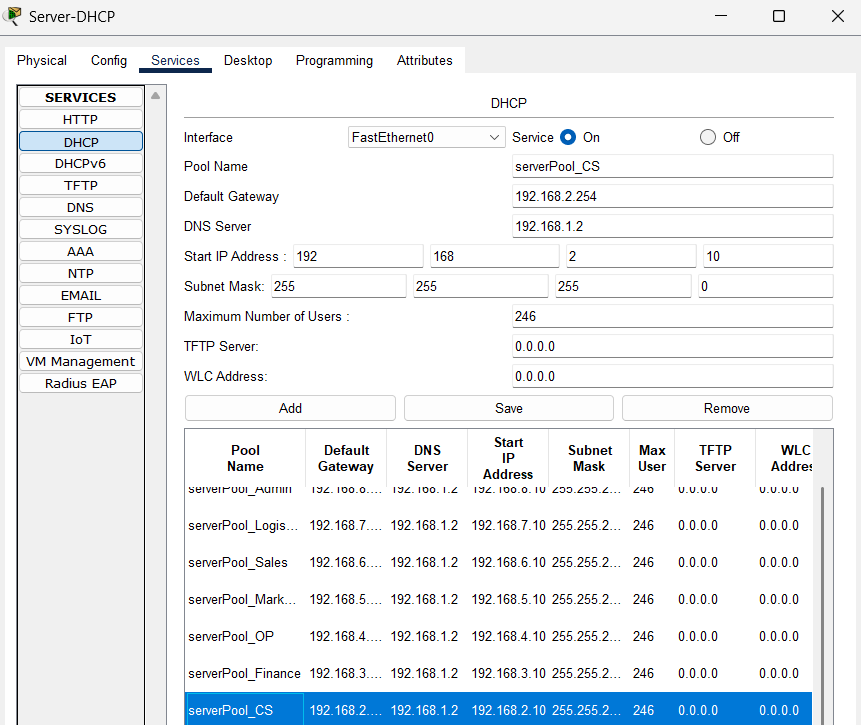 Server-DHCP
Physical Config Services Desktop Programming Attributes
SERVICES
HTTP
DHCP
DHCPv6
TFTP
DNS
SYSLOG
AAA
NTP
EMAIL
FTP
IoT
VM Management
Radius EAP
DHCP
Interface FastEthernet0 Service On Off
Pool Name serverPool_CS
Default Gateway 192.168.2.254
DNS Server 192.168.1.2
Start IP Address : 192 168 2 10
Subnet Mask: 255 255 255 0
Maximum Number of Users : 246
TFTP Server: 0.0.0.0
WLC Address: 0.0.0.0
Add Save Remove
Pool Name Default Gateway DNS Server Start IP Address Subnet Mask Max User TFTP Server WLC Addres
serverPool_Admin 192.168.8.... 192.168.1.2 192.168.8.10 255.255.2... 246 0.0.0.0 0.0.0.0
serverPool_Logis... 192.168.7.... 192.168.1.2 192.168.7.10 255.255.2... 246 0.0.0.0 0.0.0.0
serverPool_Sales 192.168.6.... 192.168.1.2 192.168.6.10 255.255.2... 246 0.0.0.0 0.0.0.0
serverPool_Mark... 192.168.5.... 192.168.1.2 192.168.5.10 255.255.2... 246 0.0.0.0 0.0.0.0
serverPool_OP 192.168.4.... 192.168.1.2 192.168.4.10 255.255.2... 246 0.0.0.0 0.0.0.0
serverPool_Finance 192.168.3.... 192.168.1.2 192.168.3.10 255.255.2... 246 0.0.0.0 0.0.0.0
serverPool_CS 192.168.2.... 192.168.1.2 192.168.2.10 255.255.2... 246 0.0.0.0 0.0.0.0